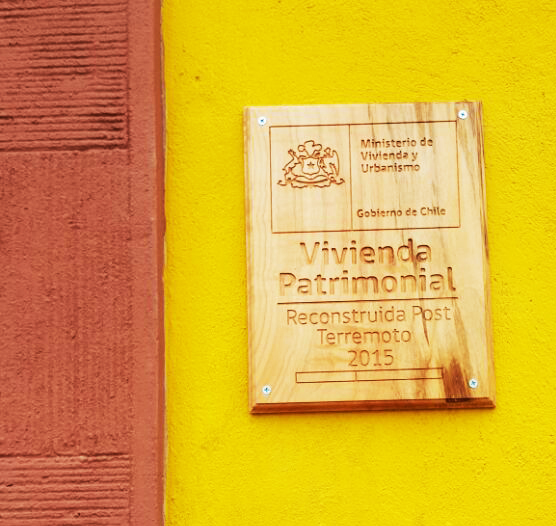 Ministerio de
Vivienda y
Urbanismo
Gobierno de Chile
Vivienda
Patrimonial
Reconstruida Post
Terremoto
2015